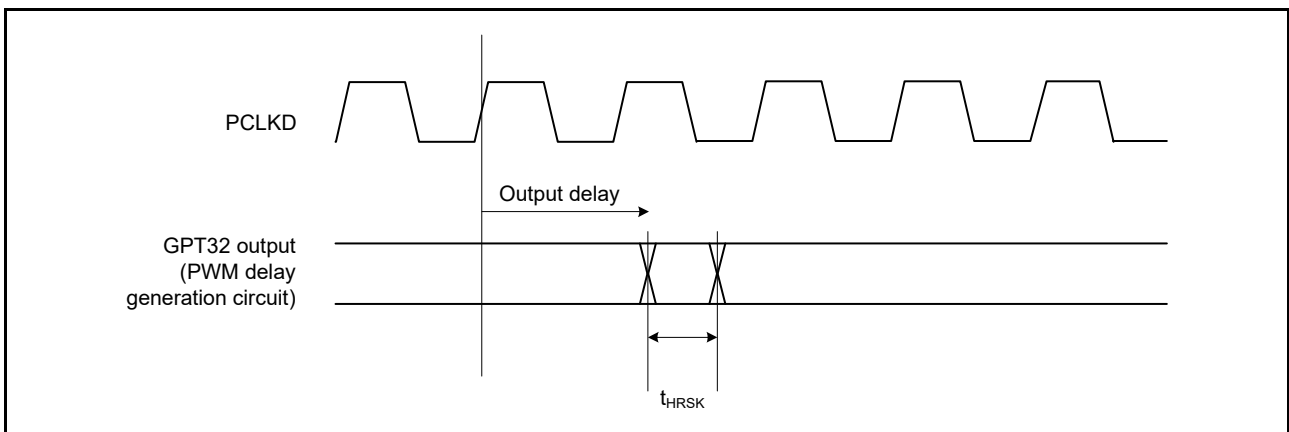 PCLKD
Output delay
GPT32 output
(PWM delay
generation circuit)
tHRSK